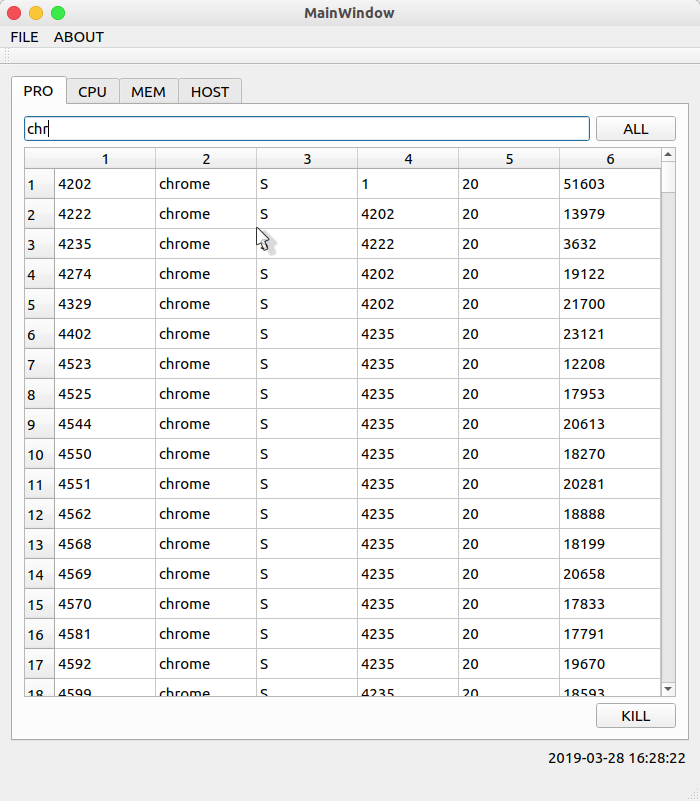 MainWindow
FILE ABOUT
PRO CPU MEM HOST
chr ALL
1 2 3 4 5 6
1 4202 chrome S 1 20 51603
2 4222 chrome S 4202 20 13979
3 4235 chrome 4222 20 3632
4 4274 chrome S 4202 20 19122
5 4329 chrome S 4202 20 21700
6 4402 chrome S 4235 20 23121
7 4523 chrome S 4235 20 12208
8 4525 chrome S 4235 20 17953
9 4544 chrome S 4235 20 20613
10 4550 chrome S 4235 20 18270
11 4551 chrome S 4235 20 20281
12 4562 chrome S 4235 20 18888
13 4568 chrome S 4235 20 18199
14 4569 chrome S 4235 20 20658
15 4570 chrome S 4235 20 17833
16 4581 chrome S 4235 20 17791
17 4592 chrome S 4235 20 19670
18 4599 chrome S 4235 20 18593
KILL
2019-03-28 16:28:22